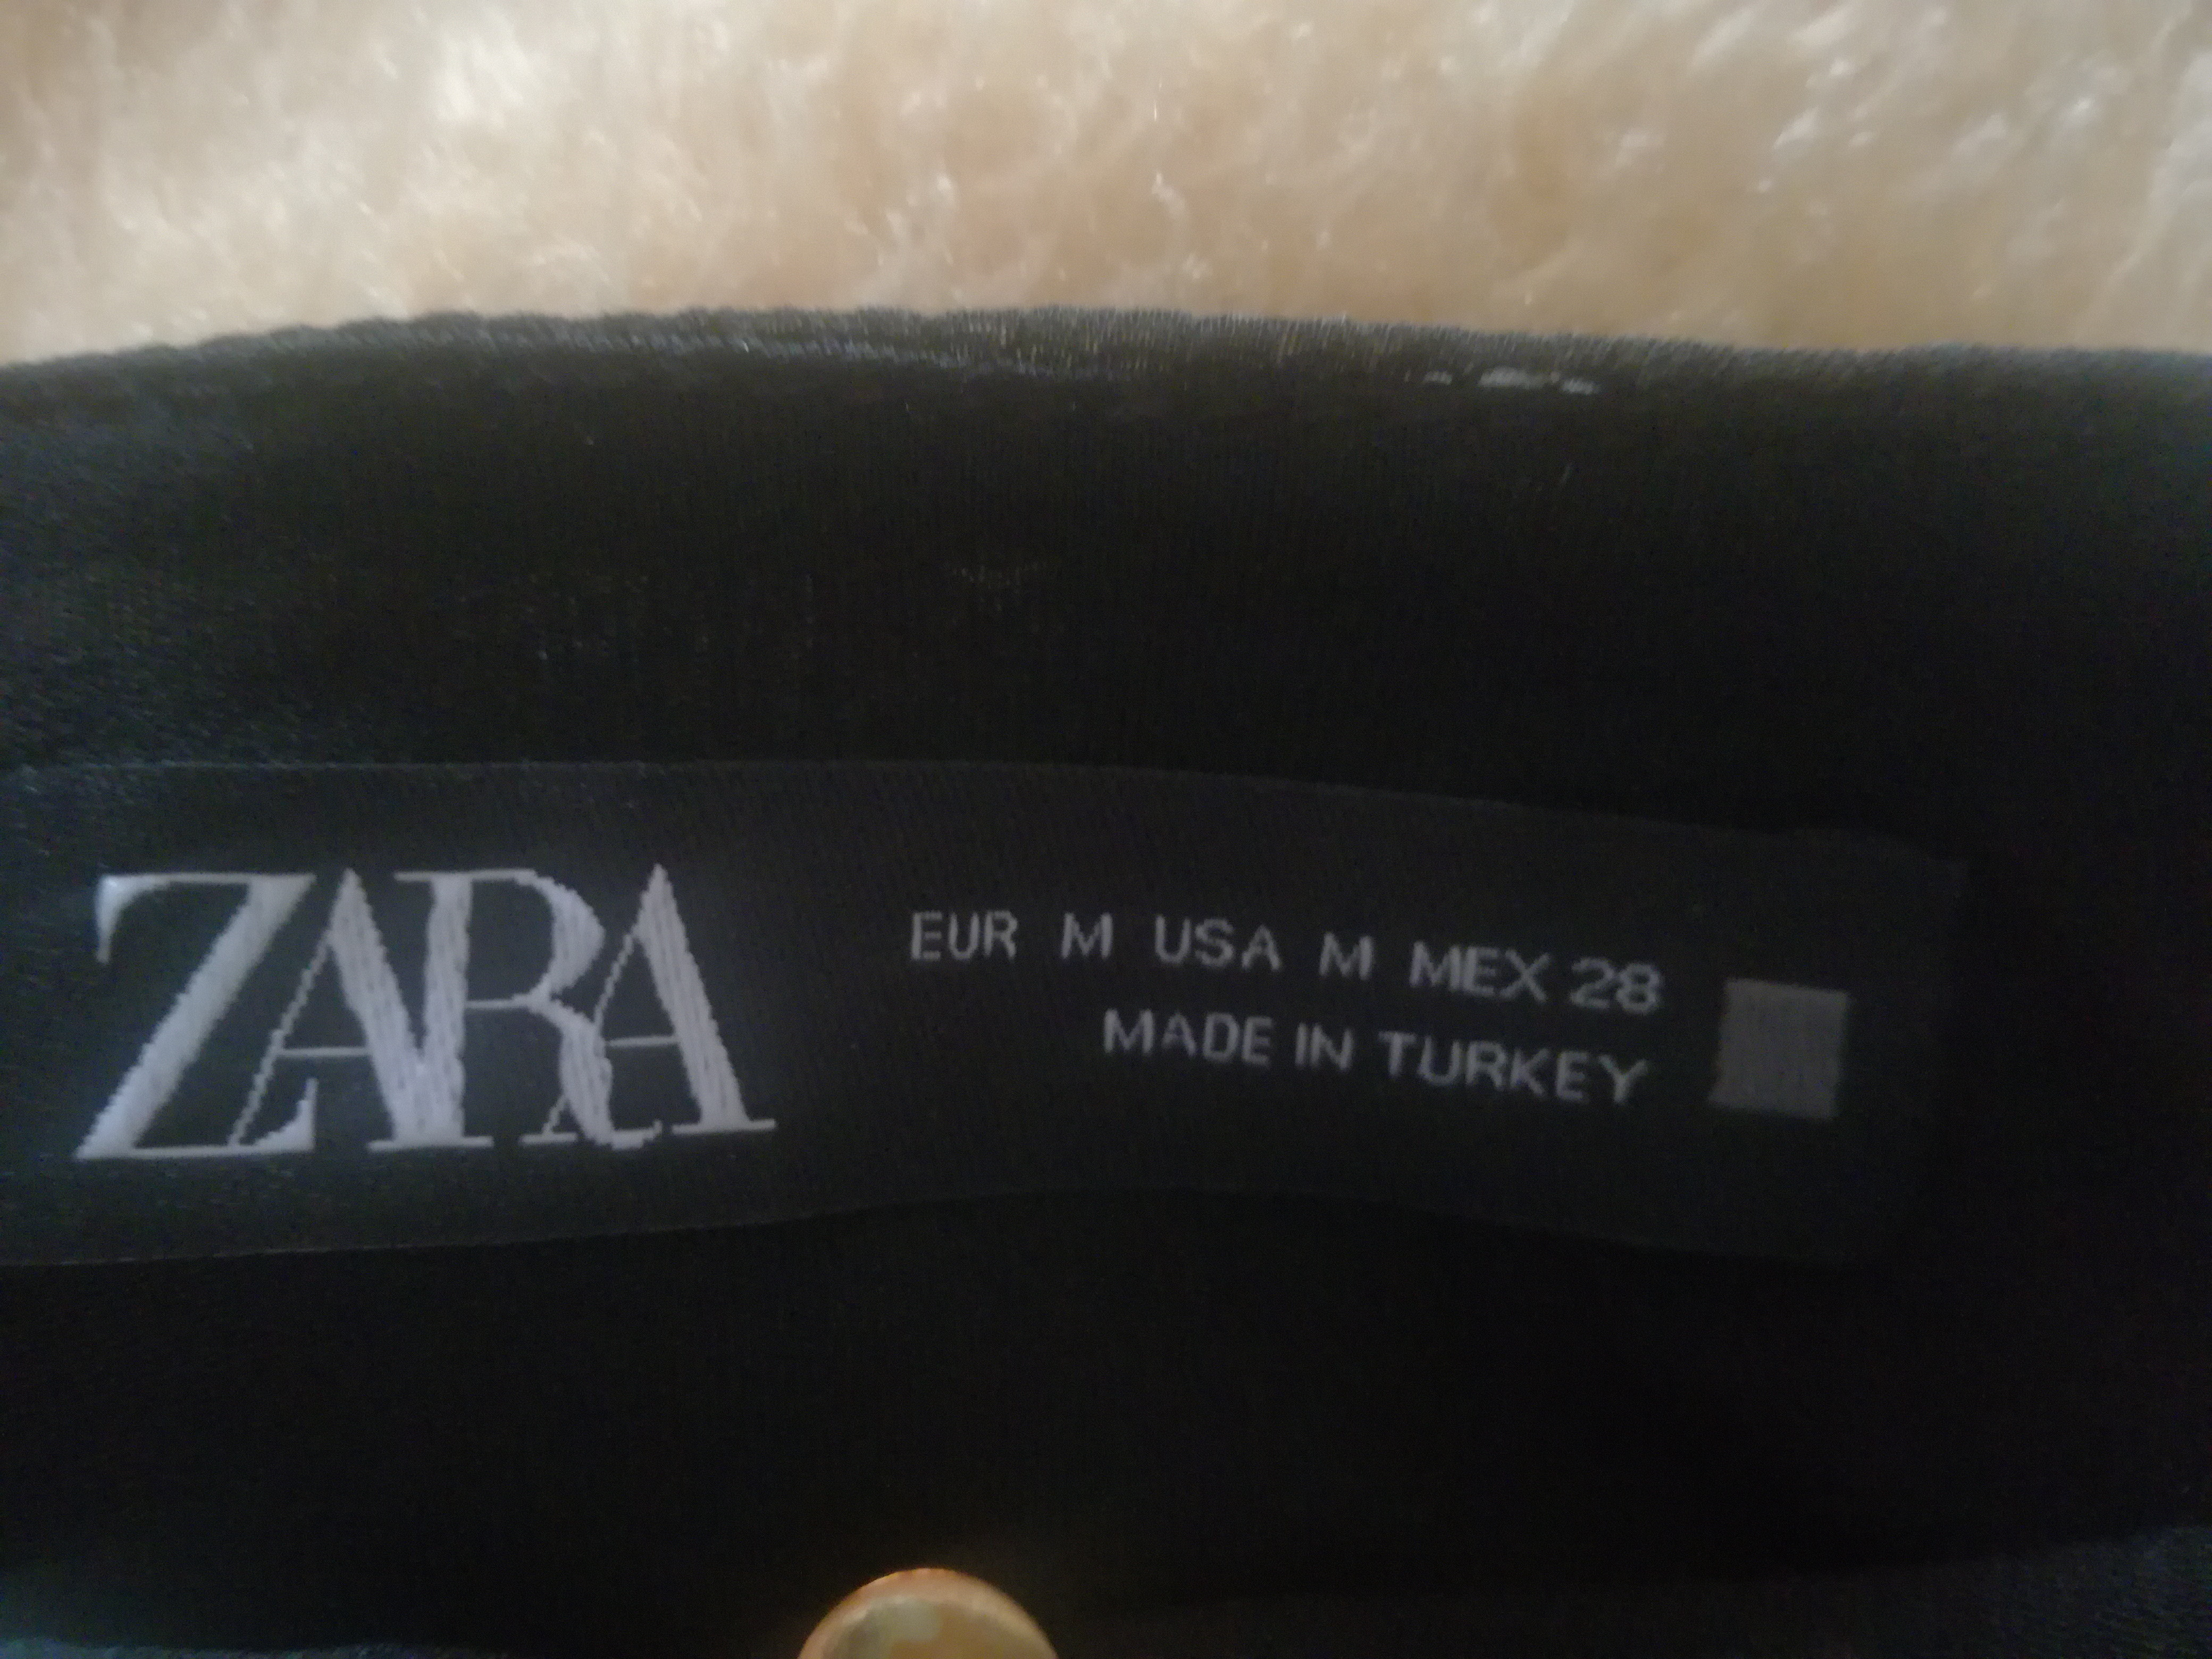 ZARA
EUR M USA M MEX 28
MADE IN TURKEY